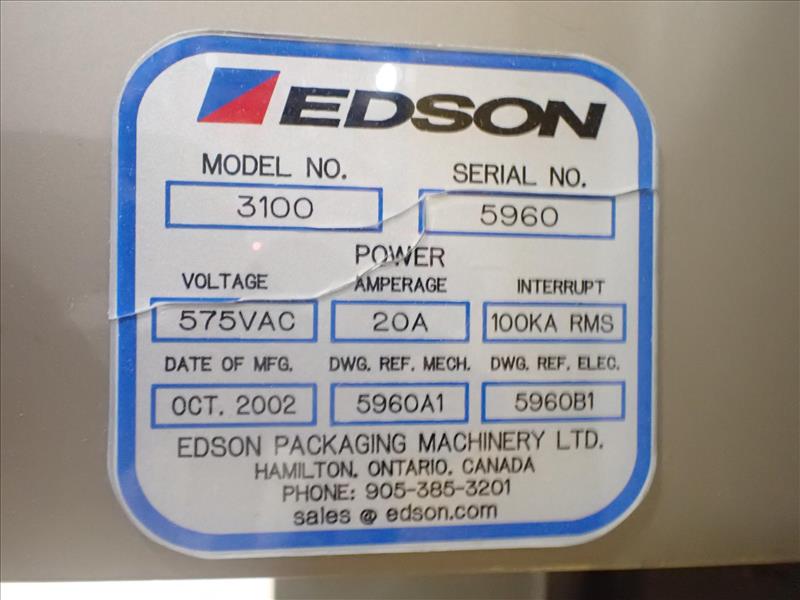 EDSON
MODEL NO. SERIAL NO.
3100 5960
POWER
VOLTAGE AMPERAGE INTERRUPT
575VAC 20A 100KA RMS
DATE OF MFG. DWG. REF. MECH. DWG. REF. ELEC.
OCT. 2002 5960A1 5960B1
EDSON PACKAGING MACHINERY LTD.
HAMILTON, ONTARIO, CANADA
PHONE: 905-385-3201
sales @ edson.com